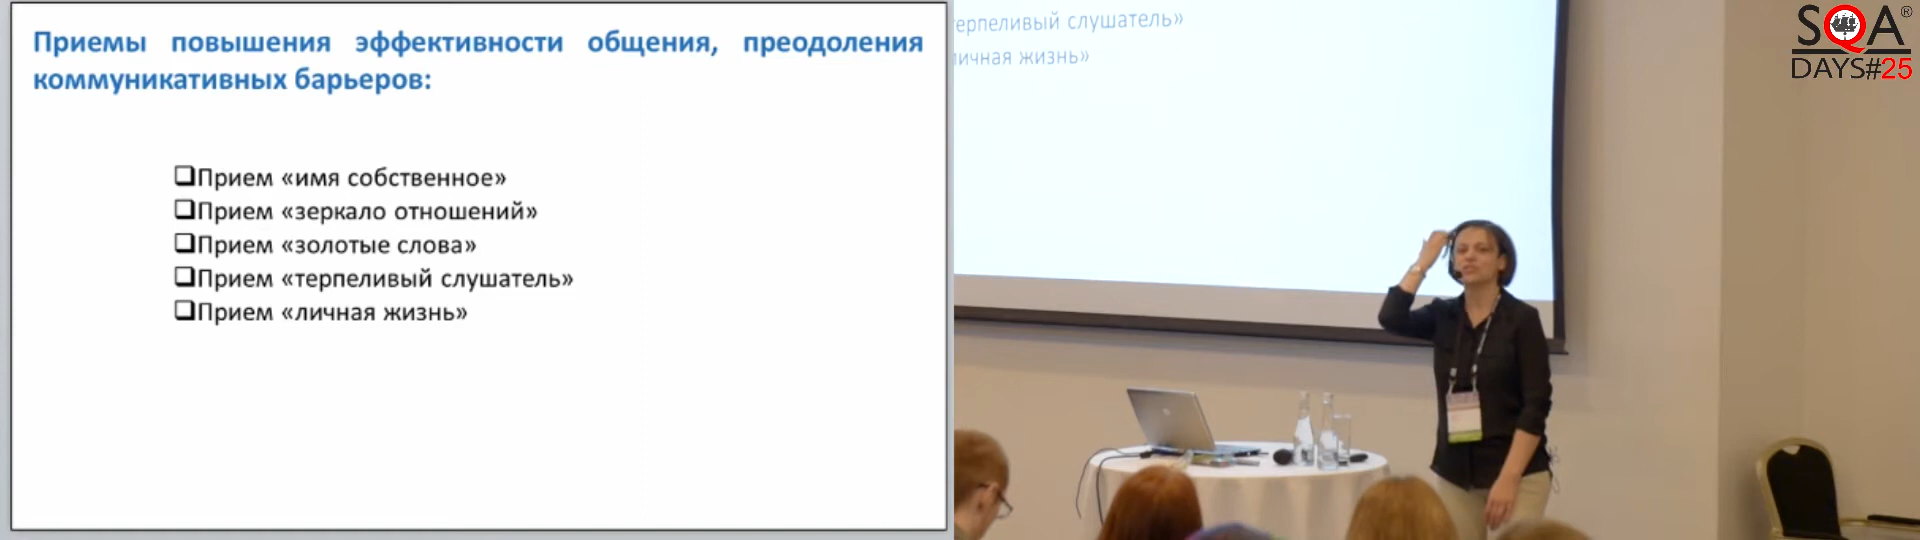 Приемы повышения эффективности общения, преодоления
коммуникативных барьеров:
❑Прием «имя собственное»
❑Прием «зеркало отношений»
❑Прием «золотые слова»
❑Прием «терпеливый слушатель»
❑Прием «личная жизнь»
терпеливый слушатель»
личная жизнь»
SQA®
DAYS#25